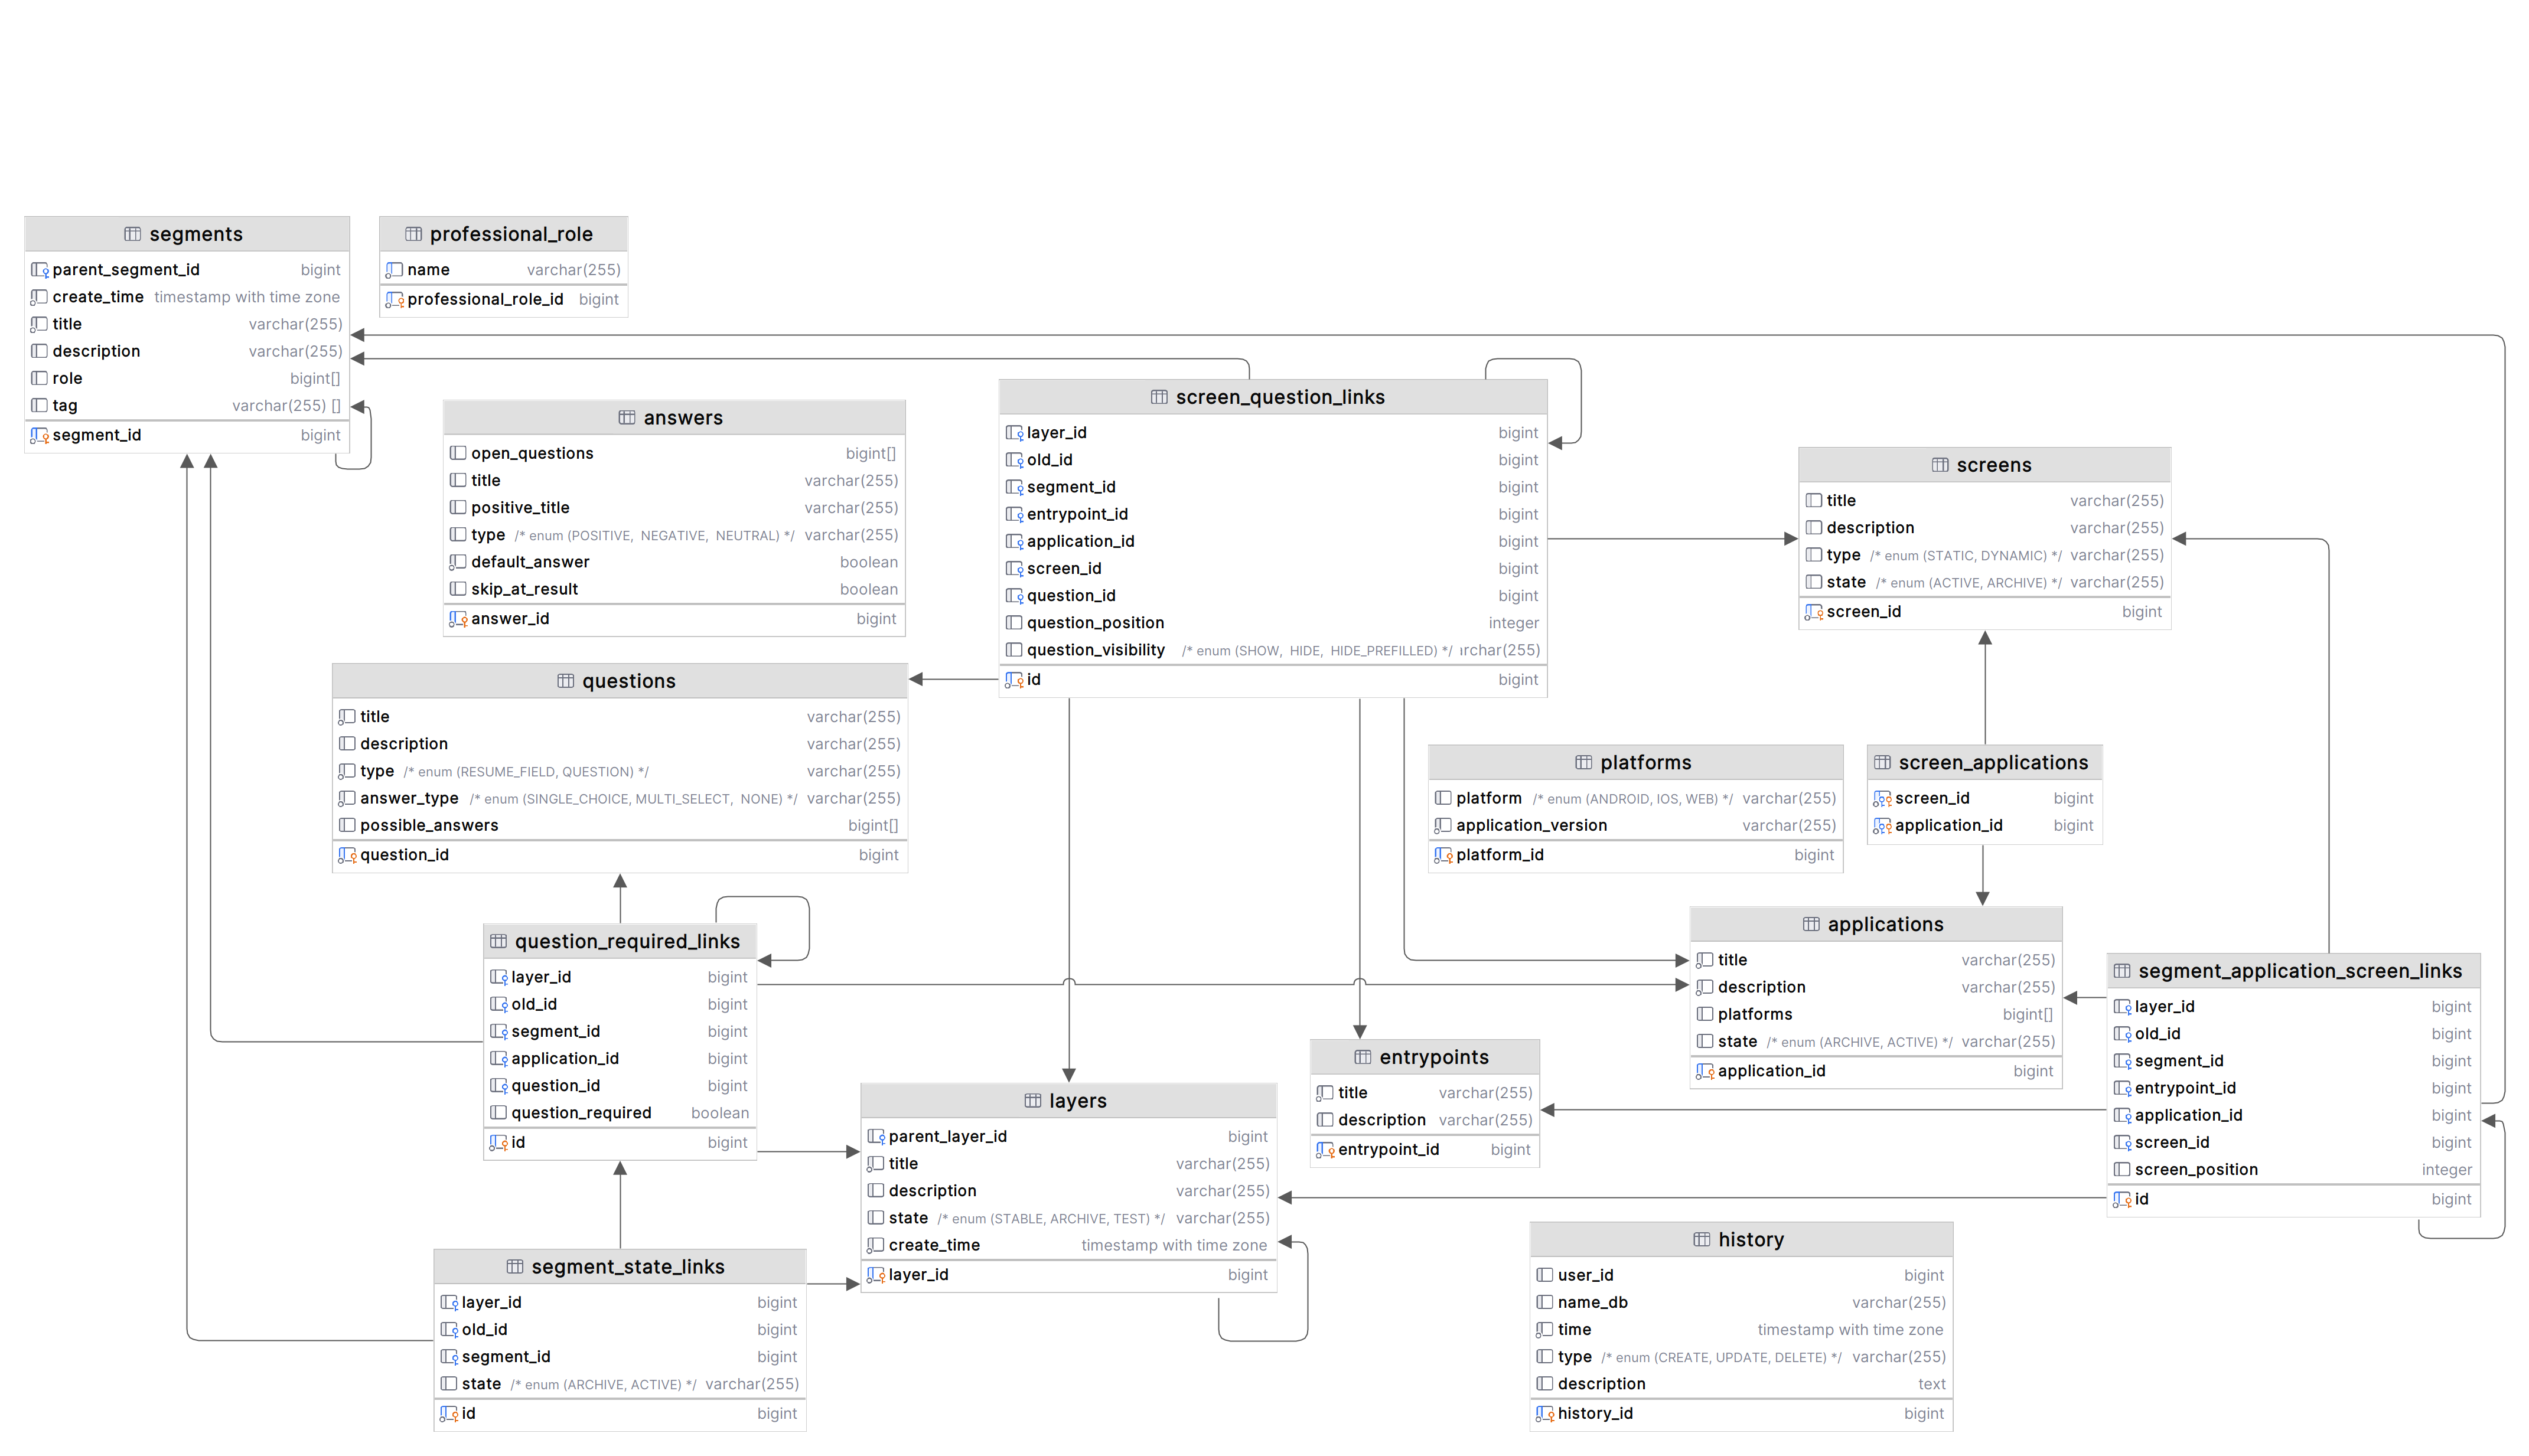 segments
parent_segment_id bigint
create_time timestamp with time zone
title varchar(255)
description varchar(255)
role bigint[]
tag varchar(255) []
segment_id bigint
professional_role
name varchar(255)
professional_role_id bigint
answers
open_questions bigint[]
title varchar(255)
positive_title varchar(255)
type /* enum (POSITIVE, NEGATIVE, NEUTRAL) */ varchar(255)
default_answer boolean
skip_at_result boolean
answer_id bigint
screen_question_links
layer_id bigint
old_id bigint
segment_id bigint
entrypoint_id bigint
application_id bigint
screen_id bigint
question_id bigint
question_position integer
question_visibility /* enum (SHOW, HIDE, HIDE_PREFILLED) */ ırchar(255)
id bigint
screens
title varchar(255)
description varchar(255)
type /* enum (STATIC, DYNAMIC) */ varchar(255)
state /* enum (ACTIVE, ARCHIVE) */ varchar(255)
screen_id bigint
questions
title varchar(255)
description varchar(255)
type /* enum (RESUME_FIELD, QUESTION) */ varchar(255)
answer_type /* enum (SINGLE_CHOICE, MULTI_SELECT, NONE) */ varchar(255)
possible_answers bigint[]
question_id bigint
platforms
platform /* enum (ANDROID, IOS, WEB) */ varchar(255)
application_version varchar(255)
platform_id bigint
screen_applications
screen_id bigint
application_id bigint
question_required_links
layer_id bigint
old_id bigint
segment_id bigint
application_id bigint
question_id bigint
question_required boolean
id bigint
applications
title varchar(255)
description varchar(255)
platforms bigint[]
state /* enum (ARCHIVE, ACTIVE) */ varchar(255)
application_id bigint
segment_application_screen_links
layer_id bigint
old_id bigint
segment_id bigint
entrypoint_id bigint
application_id bigint
screen_id bigint
screen_position integer
id bigint
entrypoints
title varchar(255)
description varchar(255)
entrypoint_id bigint
layers
parent_layer_id bigint
title varchar(255)
description varchar(255)
state /* enum (STABLE, ARCHIVE, TEST) */ varchar(255)
create_time timestamp with time zone
layer_id bigint
segment_state_links
layer_id bigint
old_id bigint
segment_id bigint
state /* enum (ARCHIVE, ACTIVE) */ varchar(255)
id bigint
history
user_id bigint
name_db varchar(255)
time timestamp with time zone
type /* enum (CREATE, UPDATE, DELETE) */ varchar(255)
description text
history_id bigint